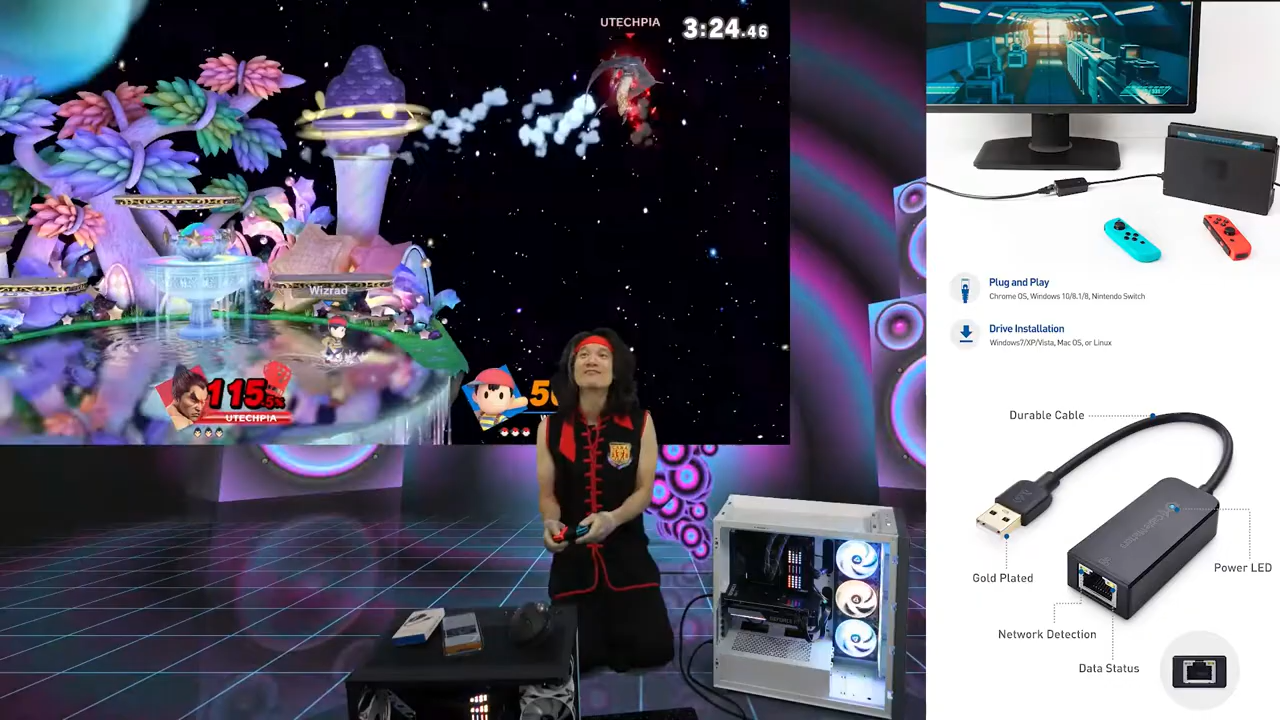 UTECHPIA
3:24.46
Wizrad
115.5%
UTECHPIA
Plug and Play
Chrome OS, Windows 10/8.1/8, Nintendo Switch
Drive Installation
Windows7/XP/Vista, Mac OS, or Linux
Durable Cable
Gold Plated
Power LED
Network Detection
Data Status